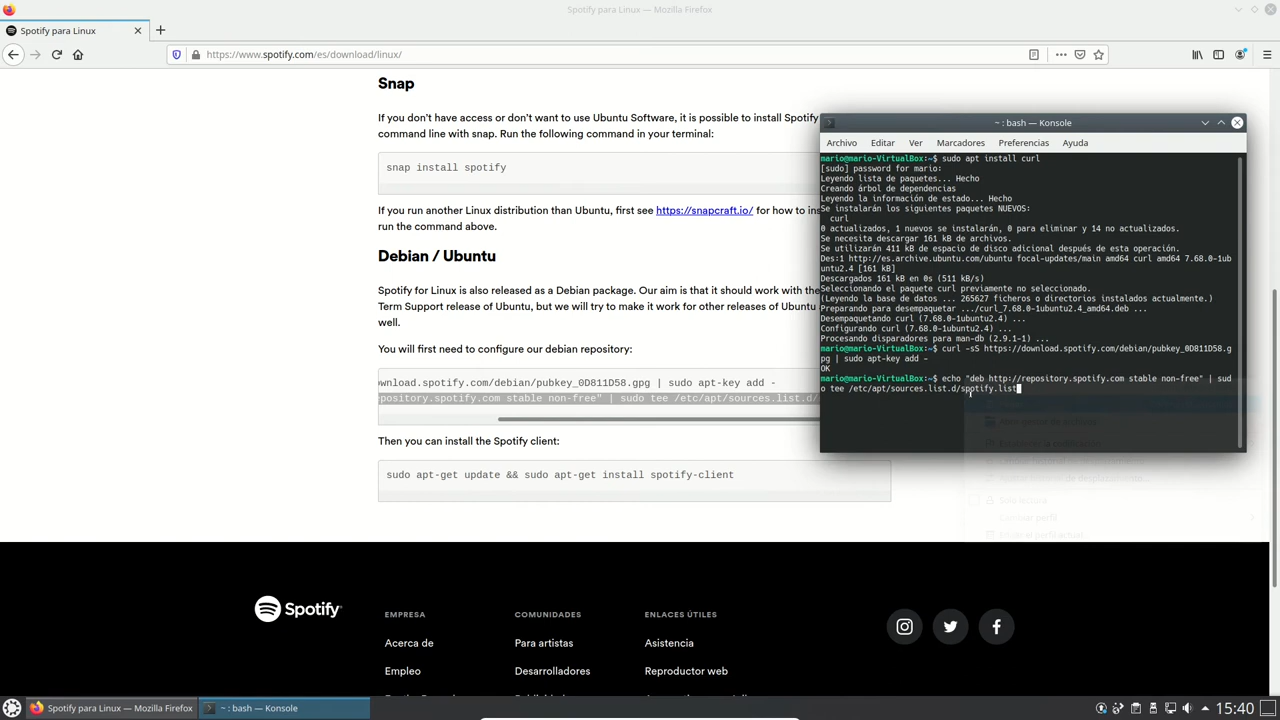 Spotify para Linux — Mozilla Firefox
Spotify para Linux
https://www.spotify.com/es/download/linux/
Snap
If you don't have access or don't want to use Ubuntu Software, it is possible to install Spotify
command line with snap. Run the following command in your terminal:
snap install spotify
If you run another Linux distribution than Ubuntu, first see https://snapcraft.io/ for how to ins
run the command above.
Debian / Ubuntu
Spotify for Linux is also released as a Debian package. Our aim is that it should work with the
Term Support release of Ubuntu, but we will try to make it work for other releases of Ubuntu
well.
You will first need to configure our debian repository:
ownload.spotify.com/debian/pubkey_0D811D58.gpg | sudo apt-key add -
epository.spotify.com stable non-free" | sudo tee /etc/apt/sources.list.d/
Then you can install the Spotify client:
sudo apt-get update && sudo apt-get install spotify-client
~ : bash — Konsole
Archivo Editar Ver Marcadores Preferencias Ayuda
mario@mario-VirtualBox:~$ sudo apt install curl
[sudo] password for mario:
Leyendo lista de paquetes... Hecho
Creando árbol de dependencias
Leyendo la información de estado... Hecho
Se instalarán los siguientes paquetes NUEVOS:
curl
0 actualizados, 1 nuevos se instalarán, 0 para eliminar y 14 no actualizados.
Se necesita descargar 161 kB de archivos.
Se utilizarán 411 kB de espacio de disco adicional después de esta operación.
Des:1 http://es.archive.ubuntu.com/ubuntu focal-updates/main amd64 curl amd64 7.68.0-1ub
untu2.4 [161 kB]
Descargados 161 kB en 0s (511 kB/s)
Seleccionando el paquete curl previamente no seleccionado.
(Leyendo la base de datos ... 265627 ficheros o directorios instalados actualmente.)
Preparando para desempaquetar .../curl_7.68.0-1ubuntu2.4_amd64.deb ...
Desempaquetando curl (7.68.0-1ubuntu2.4) ...
Configurando curl (7.68.0-1ubuntu2.4) ...
Procesando disparadores para man-db (2.9.1-1) ...
mario@mario-VirtualBox:~$ curl -sS https://download.spotify.com/debian/pubkey_0D811D58.g
pg | sudo apt-key add -
OK
mario@mario-VirtualBox:~$ echo "deb http://repository.spotify.com stable non-free" | sud
o tee /etc/apt/sources.list.d/spotify.list
Sólo lectura
Cambiar perfil
Spotify
EMPRESA
Acerca de
Empleo
COMUNIDADES
Para artistas
Desarrolladores
ENLACES ÚTILES
Asistencia
Reproductor web
Spotify para Linux — Mozilla Firefox
~ : bash — Konsole
15:40